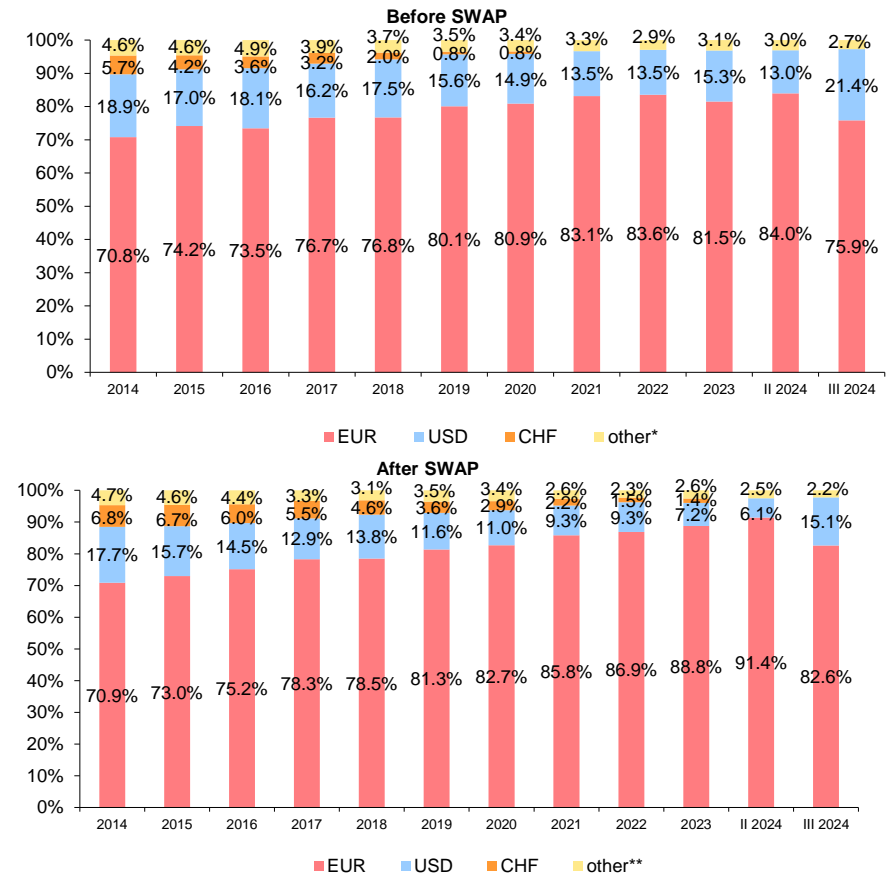 Before SWAP
4.6% 4.6% 4.9% 3.9% 3.7% 3.5% 3.4% 3.3% 2.9% 3.1% 3.0% 2.7%
5.7% 4.2% 3.6% 3.2% 2.0% 0.8% 0.8%
18.9% 17.0% 18.1% 16.2% 17.5% 15.6% 14.9% 13.5% 13.5% 15.3% 13.0% 21.4%
70.8% 74.2% 73.5% 76.7% 76.8% 80.1% 80.9% 83.1% 83.6% 81.5% 84.0% 75.9%
100%
90%
80%
70%
60%
50%
40%
30%
20%
10%
0%
2014 2015 2016 2017 2018 2019 2020 2021 2022 2023 II 2024 III 2024
EUR USD CHF other*
After SWAP
4.7% 4.6% 4.4% 3.3% 3.1% 3.5% 3.4% 2.6% 2.3% 2.6% 2.5% 2.2%
6.8% 6.7% 6.0% 5.5% 4.6% 3.6% 2.9% 2.2% 1.5% 1.4%
17.7% 15.7% 14.5% 12.9% 13.8% 11.6% 11.0% 9.3% 9.3% 7.2% 6.1% 15.1%
70.9% 73.0% 75.2% 78.3% 78.5% 81.3% 82.7% 85.8% 86.9% 88.8% 91.4% 82.6%
100%
90%
80%
70%
60%
50%
40%
30%
20%
10%
0%
2014 2015 2016 2017 2018 2019 2020 2021 2022 2023 II 2024 III 2024
EUR USD CHF other**